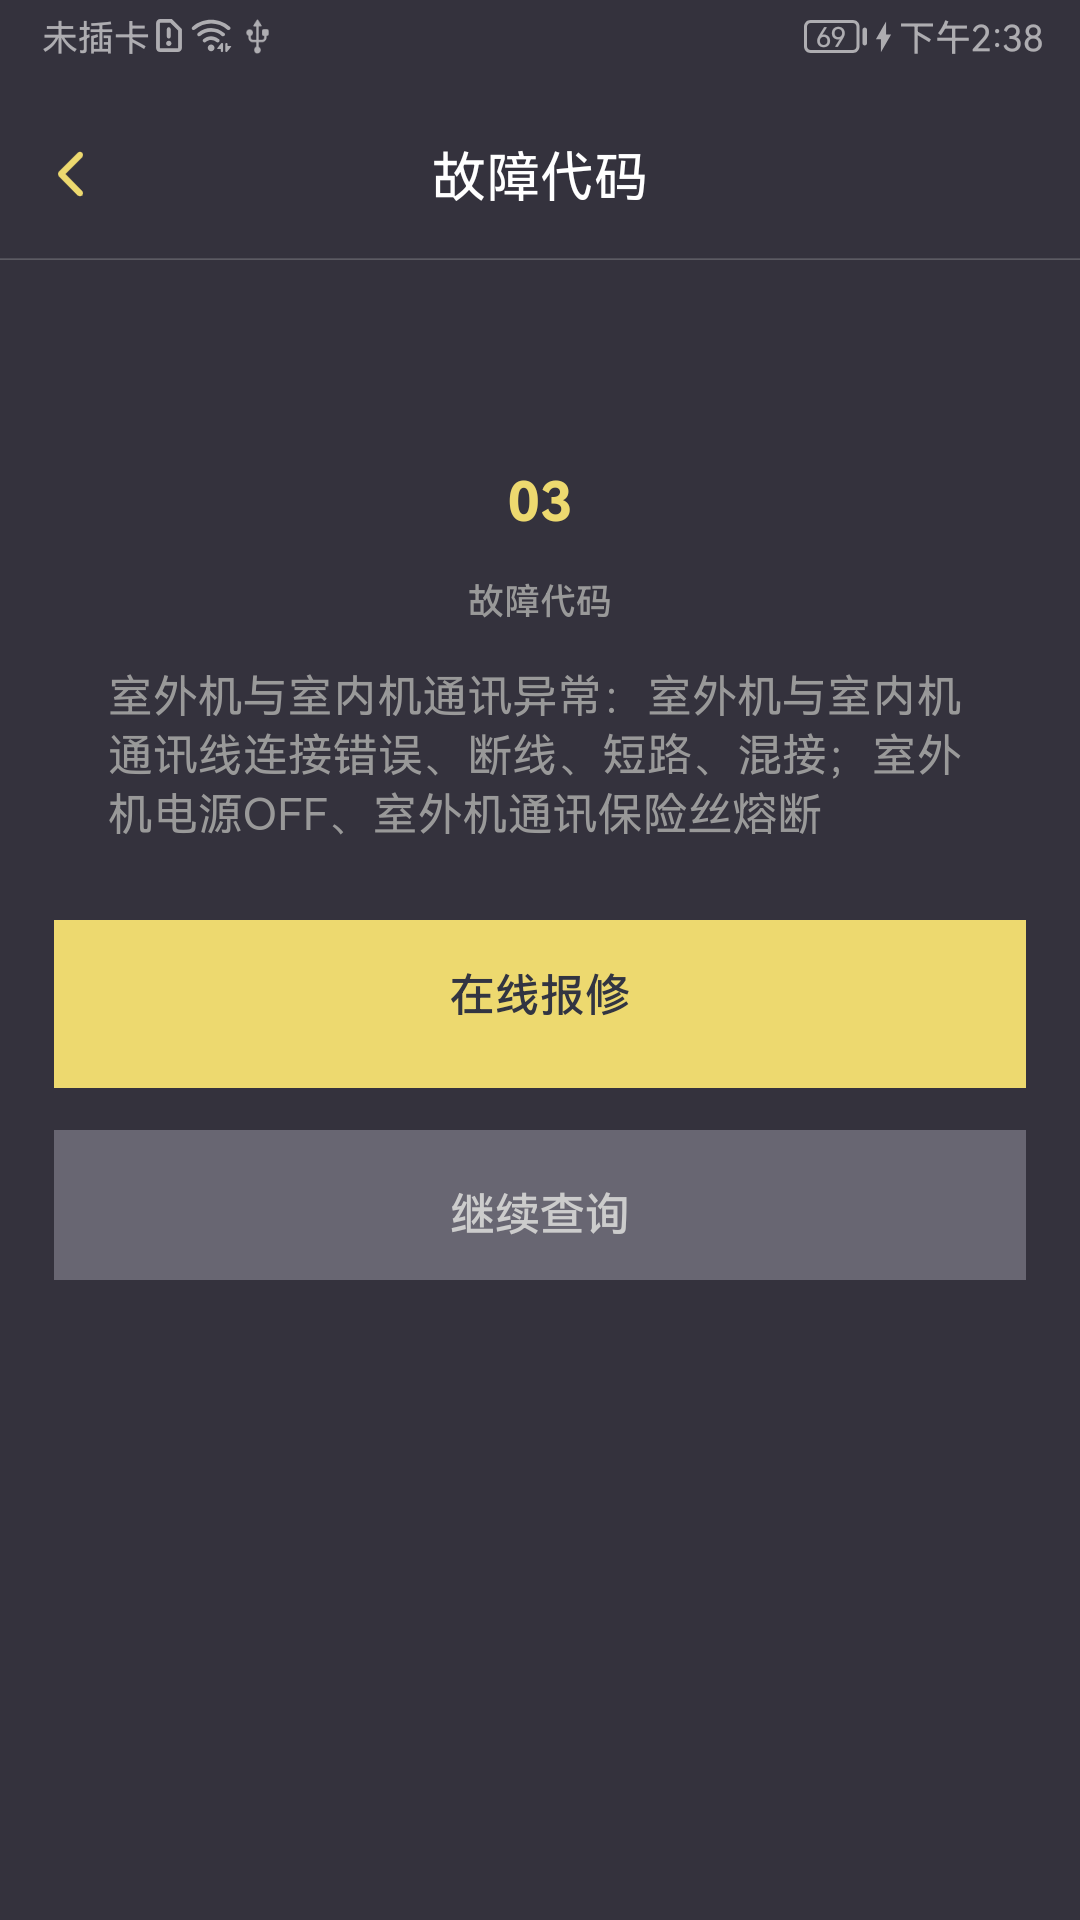 未插卡 69 下午2:38
故障代码
03
故障代码
室外机与室内机通讯异常：室外机与室内机
通讯线连接错误、断线、短路、混接；室外
机电源OFF、室外机通讯保险丝熔断
在线报修
继续查询